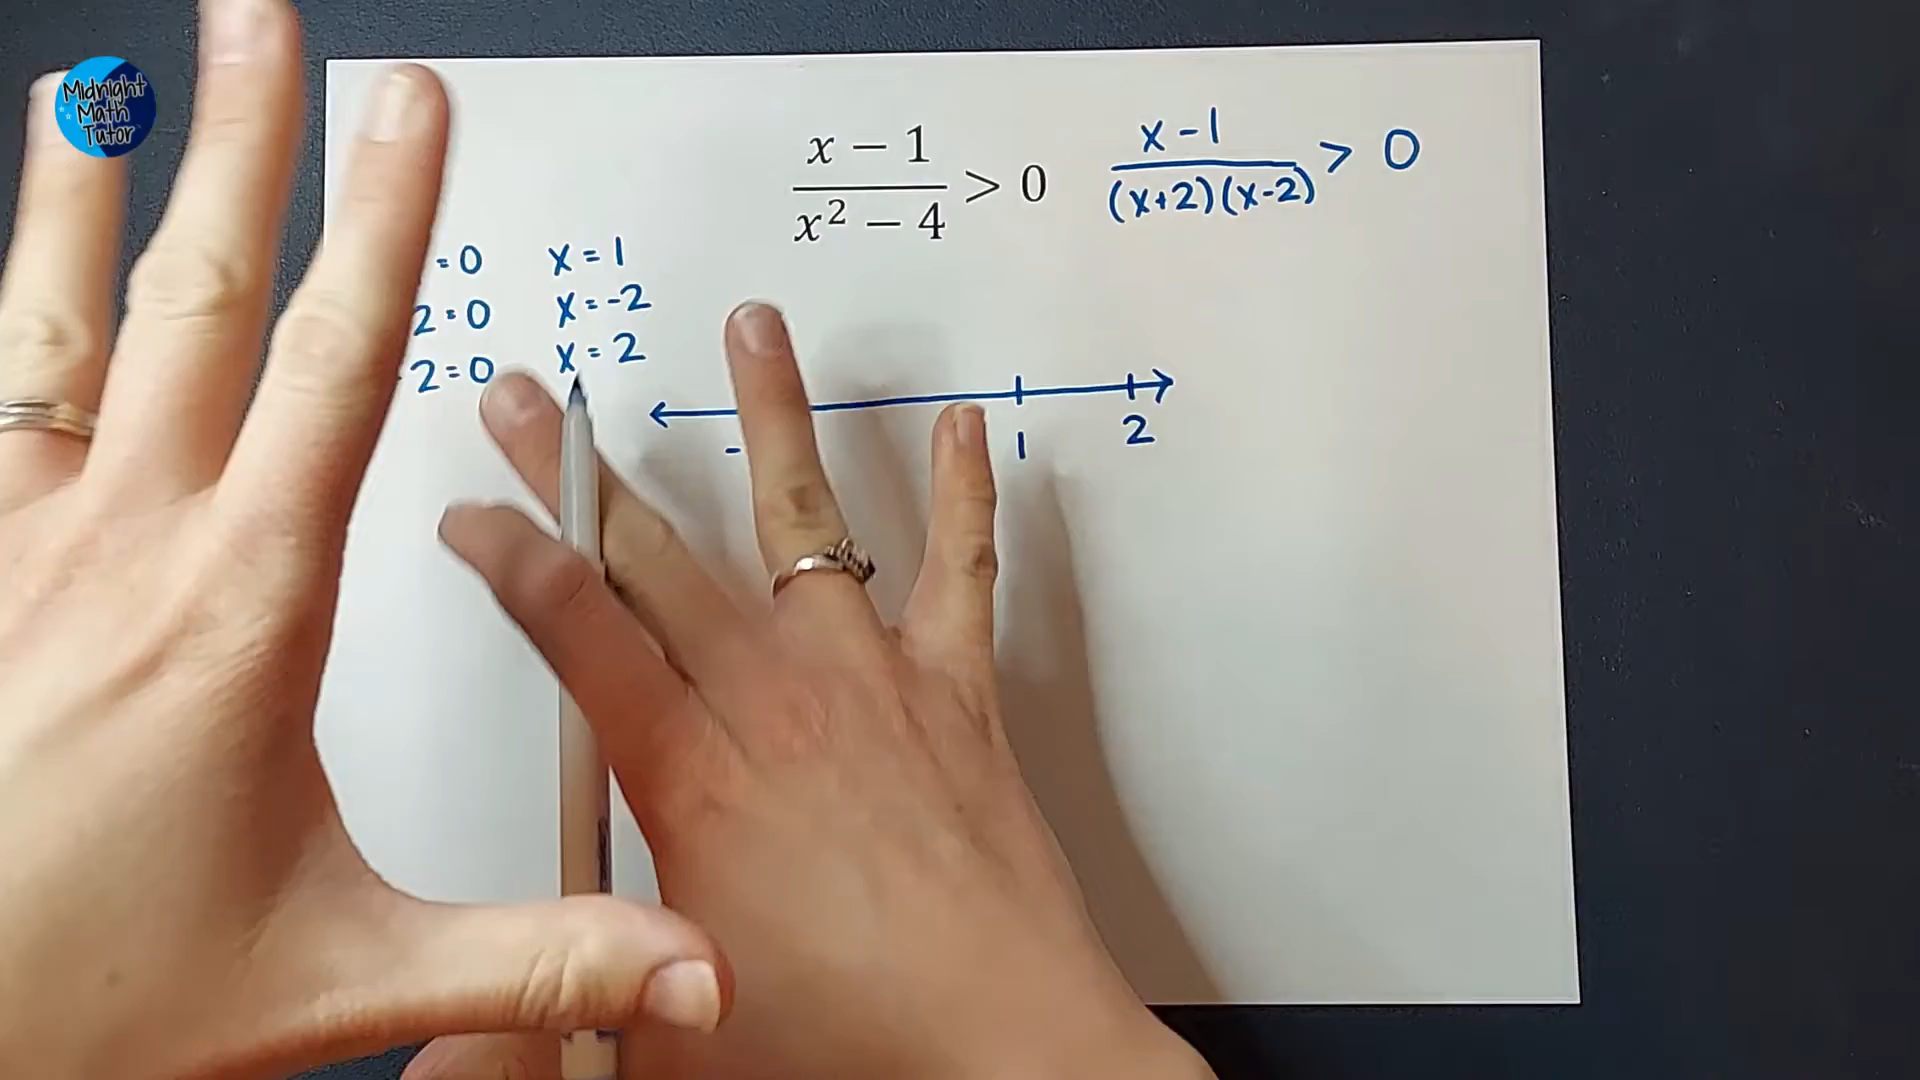 Midnight
Math
Tutor
x − 1
x² − 4
> 0
x - 1
(x+2)(x-2)
> 0
= 0 x = 1
2 = 0 x = -2
- 2 = 0 x = 2
- 1 2